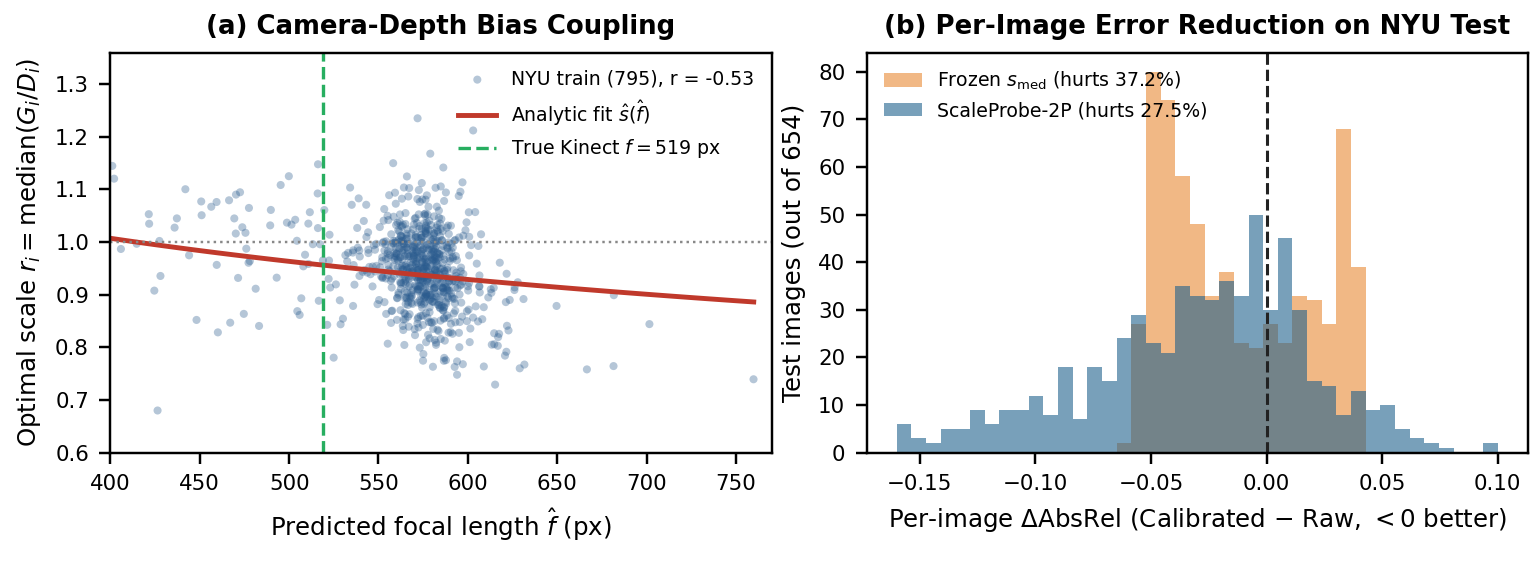 (a) Camera-Depth Bias Coupling
Optimal scale rᵢ = median(Gᵢ/Dᵢ)
1.3
1.2
1.1
1.0
0.9
0.8
0.7
0.6
NYU train (795), r = -0.53
Analytic fit ŝ(f̂)
True Kinect f = 519 px
400 450 500 550 600 650 700 750
Predicted focal length f̂ (px)
(b) Per-Image Error Reduction on NYU Test
Test images (out of 654)
80
70
60
50
40
30
20
10
0
Frozen s_med (hurts 37.2%)
ScaleProbe-2P (hurts 27.5%)
−0.15 −0.10 −0.05 0.00 0.05 0.10
Per-image ΔAbsRel (Calibrated − Raw, < 0 better)